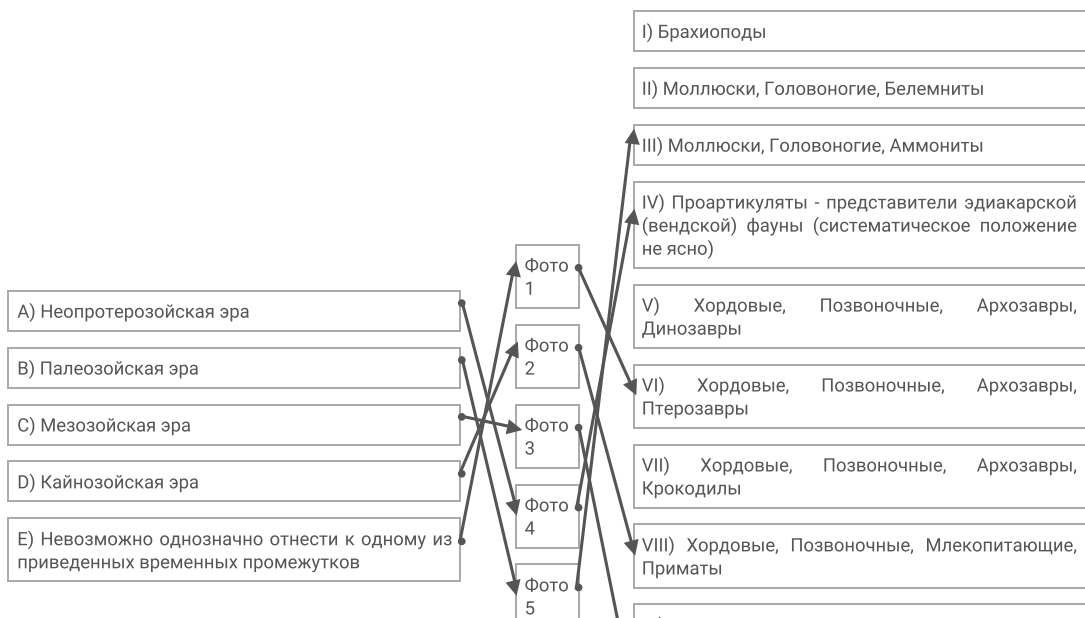 I) Брахиоподы
II) Моллюски, Головоногие, Белемниты
III) Моллюски, Головоногие, Аммониты
IV) Проартикуляты - представители эдиакарской
(вендской) фауны (систематическое положение
не ясно)
V) Хордовые, Позвоночные, Архозавры,
Динозавры
VI) Хордовые, Позвоночные, Архозавры,
Птерозавры
VII) Хордовые, Позвоночные, Архозавры,
Крокодилы
VIII) Хордовые, Позвоночные, Млекопитающие,
Приматы
Фото
1
Фото
2
Фото
3
Фото
4
Фото
5
A) Неопротерозойская эра
B) Палеозойская эра
C) Мезозойская эра
D) Кайнозойская эра
E) Невозможно однозначно отнести к одному из
приведенных временных промежутков